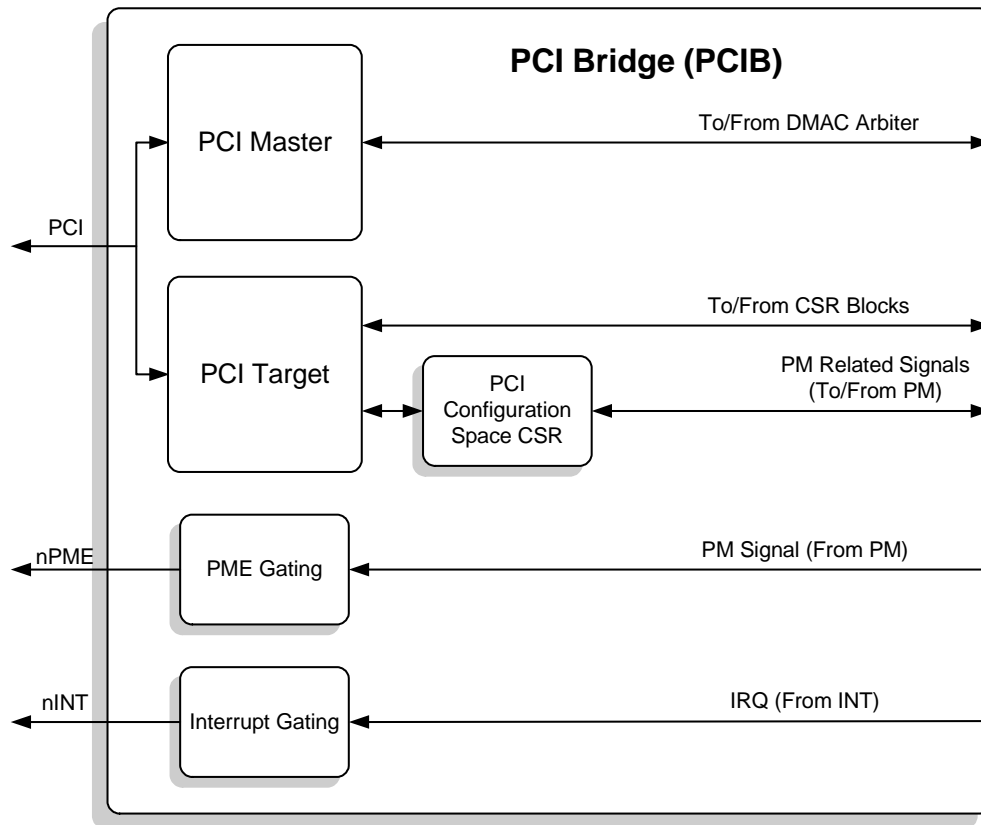 PCI Bridge (PCIB)
PCI Master
To/From DMAC Arbiter
PCI
To/From CSR Blocks
PCI Target
PCI
Configuration
Space CSR
PM Related Signals
(To/From PM)
nPME
PME Gating
PM Signal (From PM)
nINT
Interrupt Gating
IRQ (From INT)